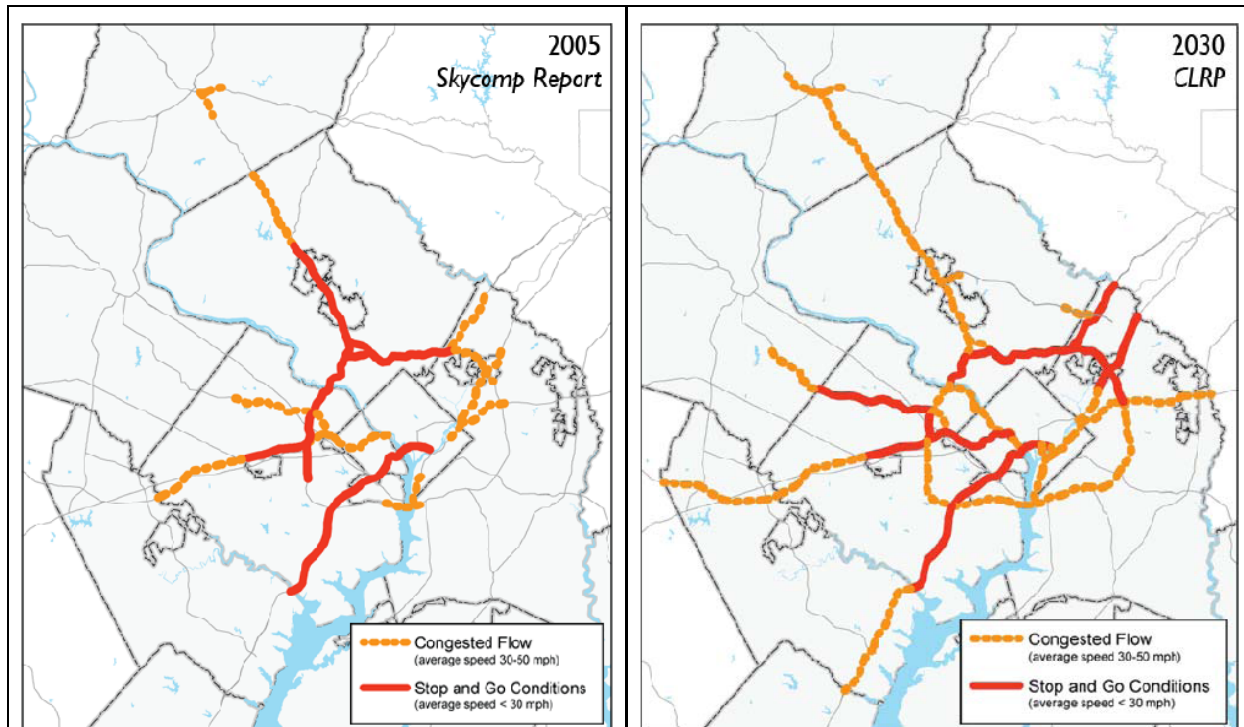 2005
Skycomp Report
Congested Flow
(average speed 30-50 mph)
Stop and Go Conditions
(average speed < 30 mph)
2030
CLRP
Congested Flow
(average speed 30-50 mph)
Stop and Go Conditions
(average speed < 30 mph)